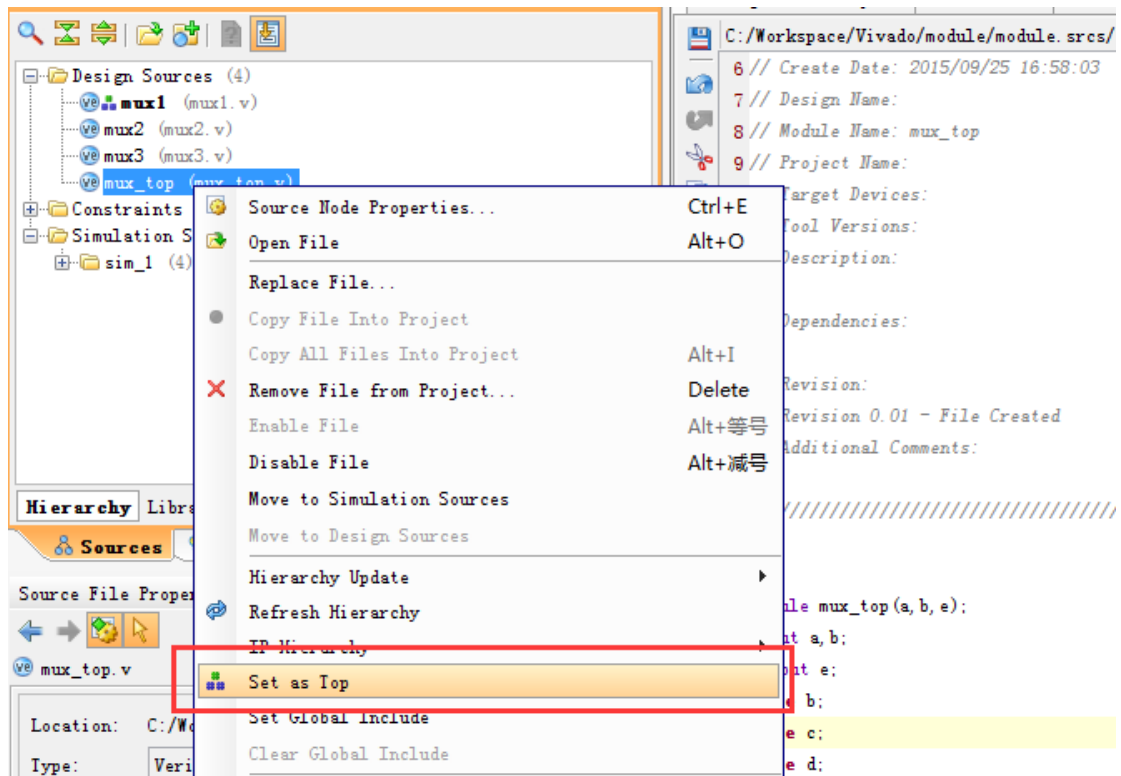 C:/Workspace/Vivado/module/module.srcs/
Design Sources (4)
mux1 (mux1.v)
mux2 (mux2.v)
mux3 (mux3.v)
mux_top (mux_top.v)
Constraints
Simulation S
sim_1 (4)
Hierarchy Libra
Sources
Source File Proper
mux_top.v
Location: C:/Wo
Type: Veri
Source Node Properties... Ctrl+E
Open File Alt+O
Replace File...
Copy File Into Project
Copy All Files Into Project Alt+I
Remove File from Project... Delete
Enable File Alt+等号
Disable File Alt+减号
Move to Simulation Sources
Move to Design Sources
Hierarchy Update
Refresh Hierarchy
IP Hierarchy
Set as Top
Set Global Include
Clear Global Include
6 // Create Date: 2015/09/25 16:58:03
7 // Design Name:
8 // Module Name: mux_top
9 // Project Name:
Target Devices:
Tool Versions:
Description:
Dependencies:
Revision:
Revision 0.01 - File Created
Additional Comments:
//////////////////////////////////
le mux_top(a,b,e);
t a,b;
t e;
b;
e c;
e d;